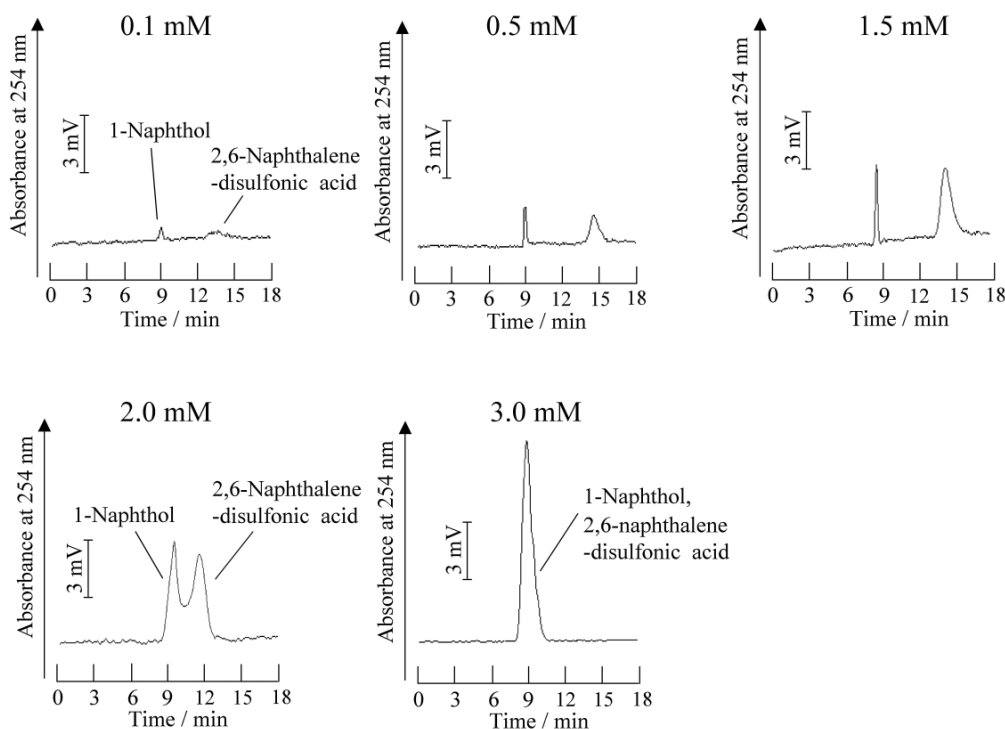 0.1 mM
Absorbance at 254 nm
3 mV
1-Naphthol
2,6-Naphthalene
-disulfonic acid
0 3 6 9 12 15 18
Time / min
0.5 mM
Absorbance at 254 nm
3 mV
0 3 6 9 12 15 18
Time / min
1.5 mM
Absorbance at 254 nm
3 mV
0 3 6 9 12 15 18
Time / min
2.0 mM
Absorbance at 254 nm
3 mV
1-Naphthol
2,6-Naphthalene
-disulfonic acid
0 3 6 9 12 15 18
Time / min
3.0 mM
Absorbance at 254 nm
3 mV
1-Naphthol,
2,6-naphthalene
-disulfonic acid
0 3 6 9 12 15 18
Time / min